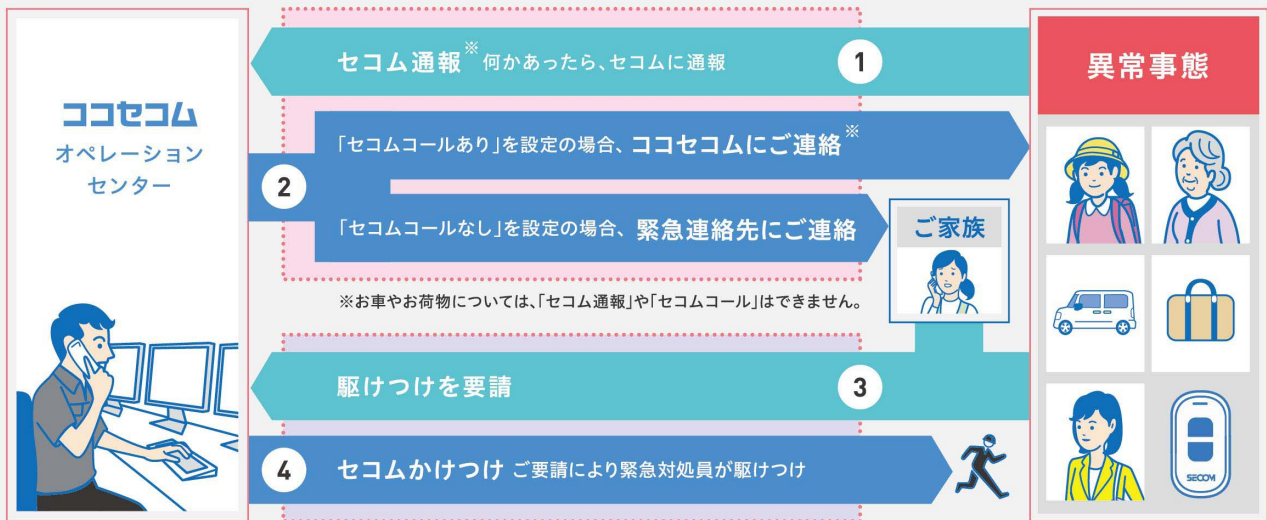 ココセコム
オペレーション
センター
セコム通報※ 何かあったら、セコムに通報
1
異常事態
2
「セコムコールあり」を設定の場合、ココセコムにご連絡※
「セコムコールなし」を設定の場合、緊急連絡先にご連絡
ご家族
※お車やお荷物については、「セコム通報」や「セコムコール」はできません。
駆けつけを要請
3
4
セコムかけつけ ご要請により緊急対処員が駆けつけ
SECOM